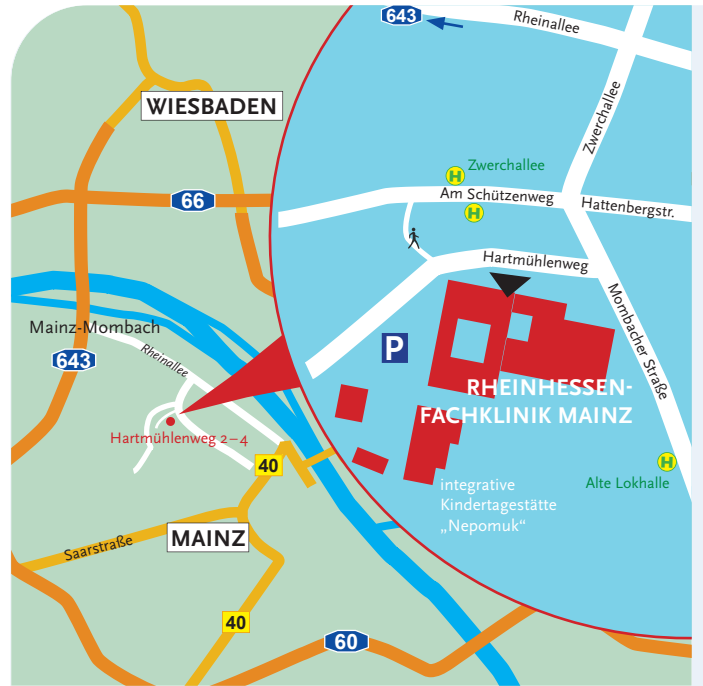 643
Rheinallee
WIESBADEN
Zwerchallee
Zwerchallee
H
66
Am Schützenweg
Hattenbergstr.
H
Hartmühlenweg
Mainz-Mombach
Mombacher Straße
643
Rheinallee
P
RHEINHESSEN-
FACHKLINIK MAINZ
Hartmühlenweg 2–4
40
H
Alte Lokhalle
integrative
Kindertagestätte
„Nepomuk“
MAINZ
Saarstraße
40
60